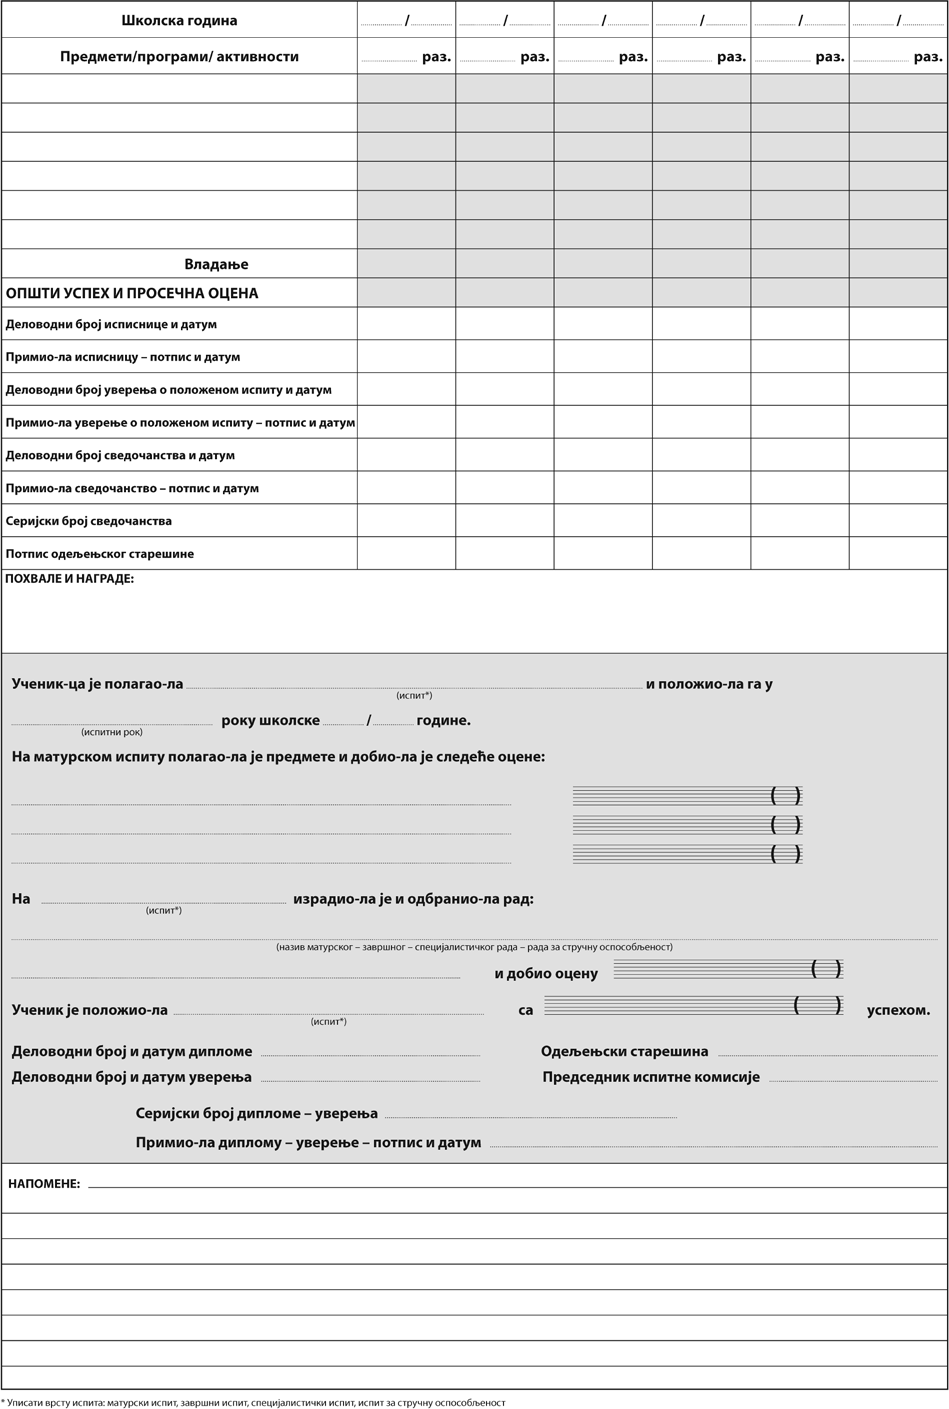 Школска година ............ / ............ ............ / ............ ............ / ............ ............ / ............ ............ / ............ ............ / ............
Предмети/програми/ активности ............ раз. ............ раз. ............ раз. ............ раз. ............ раз. ............ раз.
Владање
ОПШТИ УСПЕХ И ПРОСЕЧНА ОЦЕНА
Деловодни број исписнице и датум
Примио-ла исписницу – потпис и датум
Деловодни број уверења о положеном испиту и датум
Примио-ла уверење о положеном испиту – потпис и датум
Деловодни број сведочанства и датум
Примио-ла сведочанство – потпис и датум
Серијски број сведочанства
Потпис одељењског старешине
ПОХВАЛЕ И НАГРАДЕ:
Ученик-ца је полагао-ла ............ и положио-ла га у
(испит*)
............ року школске ............ / ............ године.
(испитни рок)
На матурском испиту полагао-ла је предмете и добио-ла је следеће оцене:
............ ( )
............ ( )
............ ( )
На ............ израдио-ла је и одбранио-ла рад:
(испит*)
(назив матурског – завршног – специјалистичког рада – рада за стручну оспособљеност)
............ и добио оцену ( )
Ученик је положио-ла ............ са ( ) успехом.
(испит*)
Деловодни број и датум дипломе ............ Одељењски старешина ............
Деловодни број и датум уверења ............ Председник испитне комисије ............
Серијски број дипломе – уверења ............
Примио-ла диплому – уверење – потпис и датум ............
НАПОМЕНЕ:
* Уписати врсту испита: матурски испит, завршни испит, специјалистички испит, испит за стручну оспособљеност